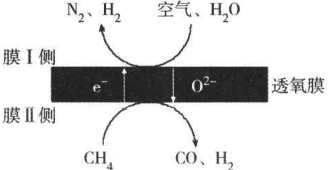 N₂、H₂ 空气、H₂O
膜Ⅰ侧
e⁻ O²⁻ 透氧膜
膜Ⅱ侧
CH₄ CO、H₂